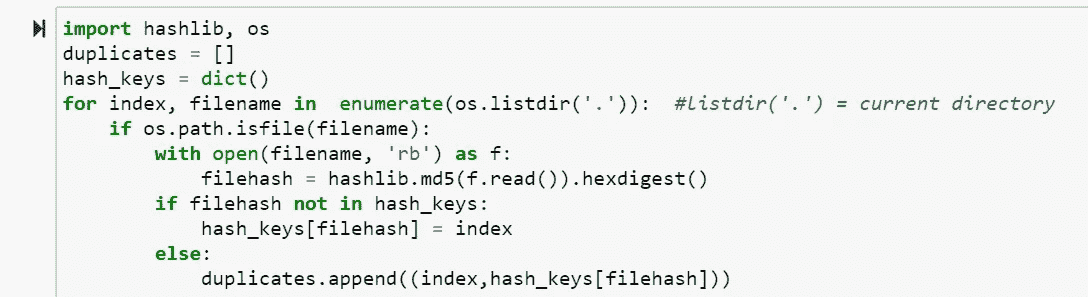 import hashlib, os
duplicates = []
hash_keys = dict()
for index, filename in  enumerate(os.listdir('.')):  #listdir('.') = current directory
    if os.path.isfile(filename):
        with open(filename, 'rb') as f:
            filehash = hashlib.md5(f.read()).hexdigest()
        if filehash not in hash_keys:
            hash_keys[filehash] = index
        else:
            duplicates.append((index,hash_keys[filehash]))